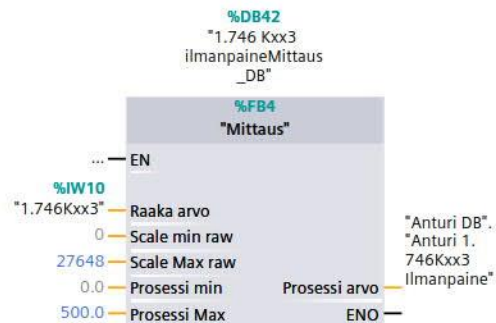 %DB42
"1.746 Kxx3
ilmanpaineMittaus
_DB"
%FB4
"Mittaus"
... EN
%IW10
"1.746Kxx3" Raaka arvo
0 Scale min raw
27648 Scale Max raw
0.0 Prosessi min
500.0 Prosessi Max
Prosessi arvo
"Anturi DB".
"Anturi 1.
746Kxx3
Ilmanpaine"
ENO